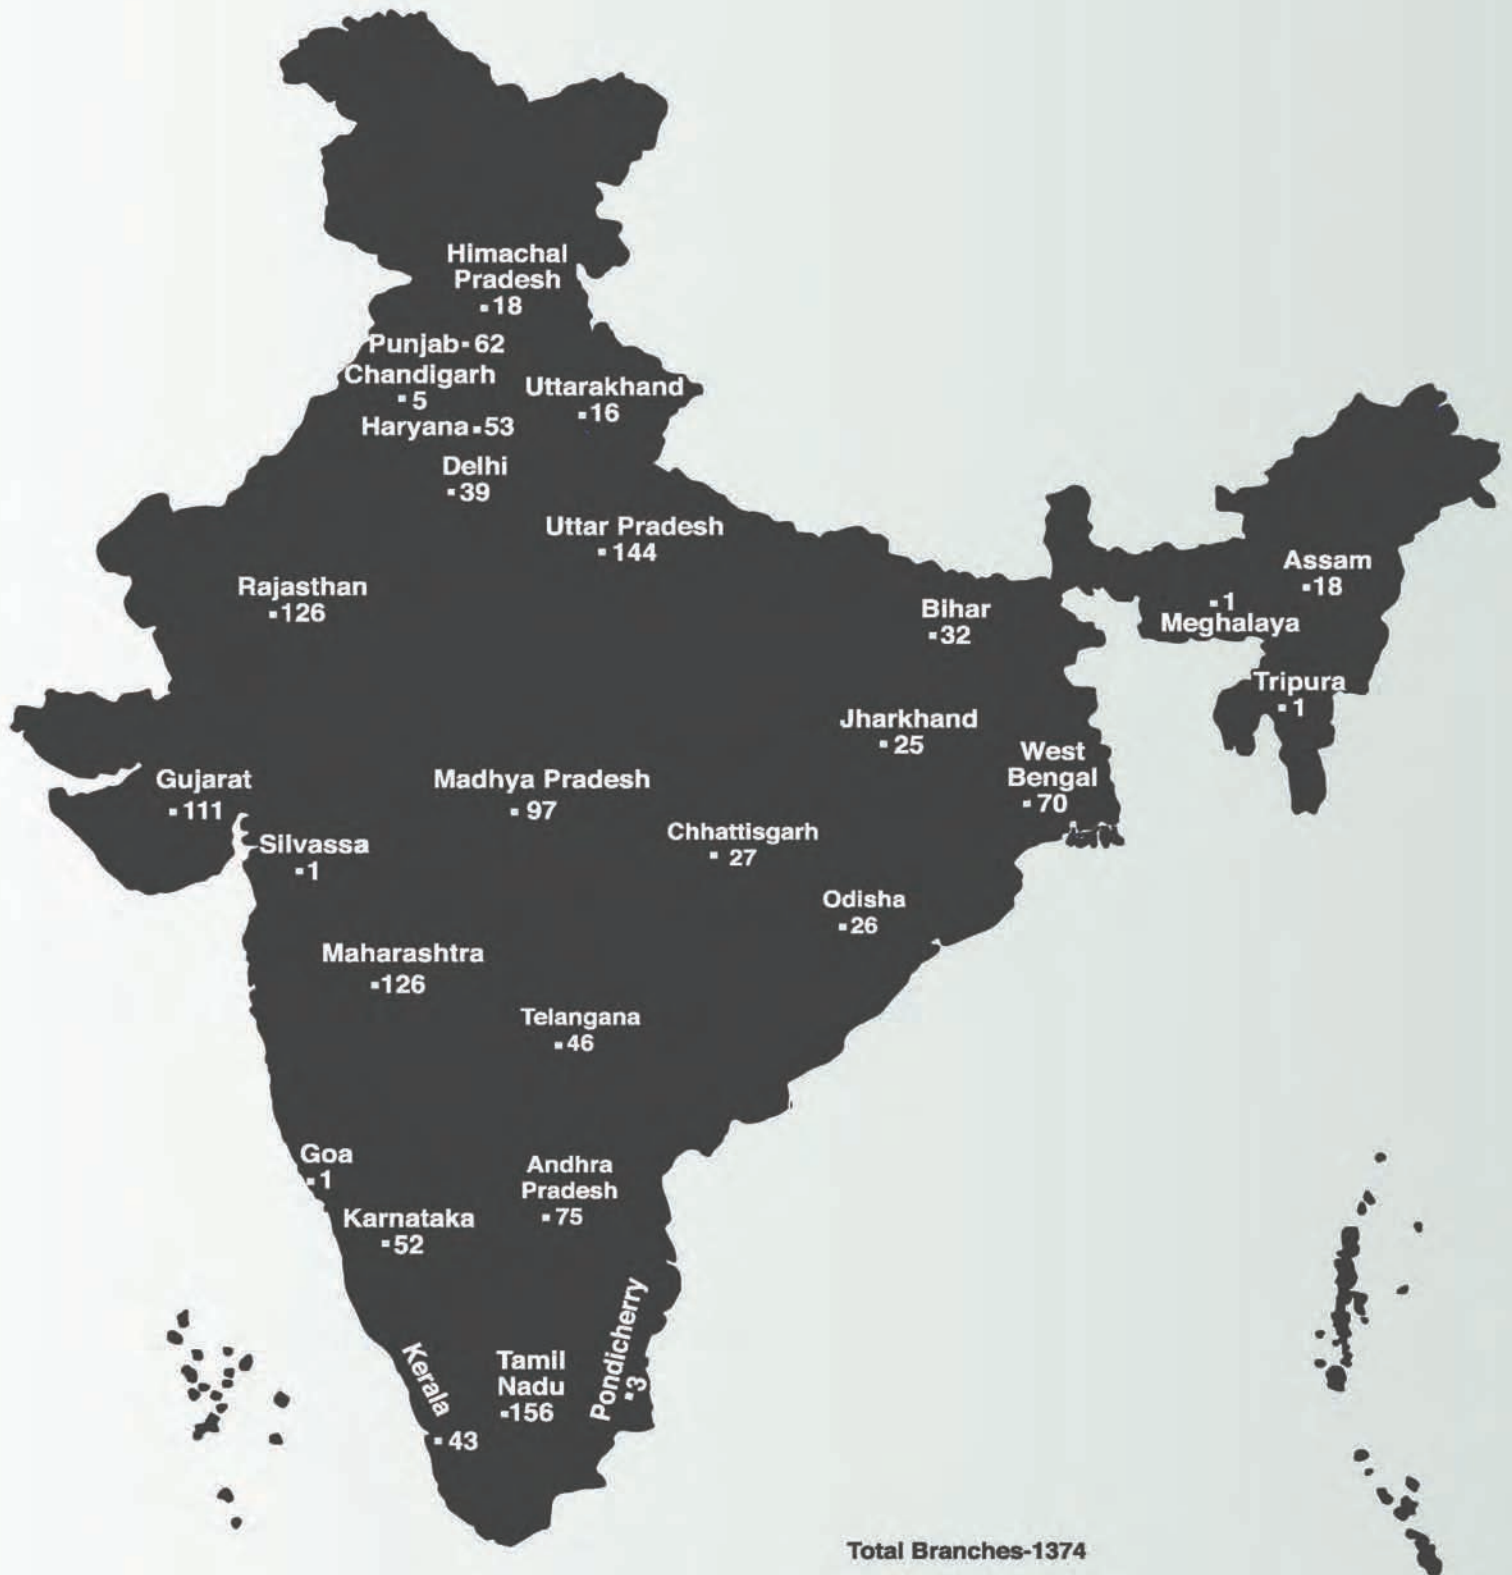 Himachal
Pradesh
18
Punjab 62
Chandigarh
5
Uttarakhand
16
Haryana 53
Delhi
39
Uttar Pradesh
144
Rajasthan
126
Bihar
32
Assam
18
1
Meghalaya
Tripura
1
Jharkhand
25
West
Bengal
70
Gujarat
111
Madhya Pradesh
97
Chhattisgarh
27
Silvassa
1
Odisha
26
Maharashtra
126
Telangana
46
Goa
1
Andhra
Pradesh
75
Karnataka
52
Kerala
43
Tamil
Nadu
156
Pondicherry
3
Total Branches-1374